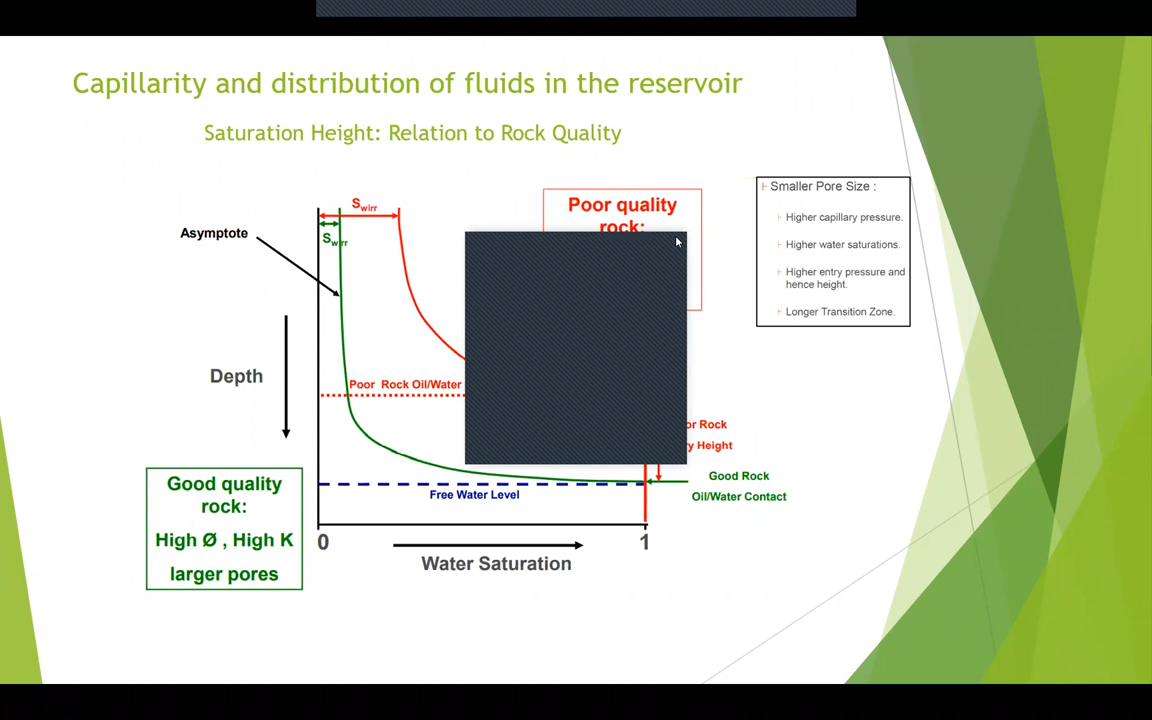 Capillarity and distribution of fluids in the reservoir
Saturation Height: Relation to Rock Quality
Swirr
Swirr
Asymptote
Depth
Poor quality
rock:
Smaller Pore Size :
Higher capillary pressure.
Higher water saturations.
Higher entry pressure and
hence height.
Longer Transition Zone.
Poor Rock Oil/Water
Rock
Height
Good Rock
Oil/Water Contact
Free Water Level
Good quality
rock:
High Ø , High K
larger pores
0
1
Water Saturation